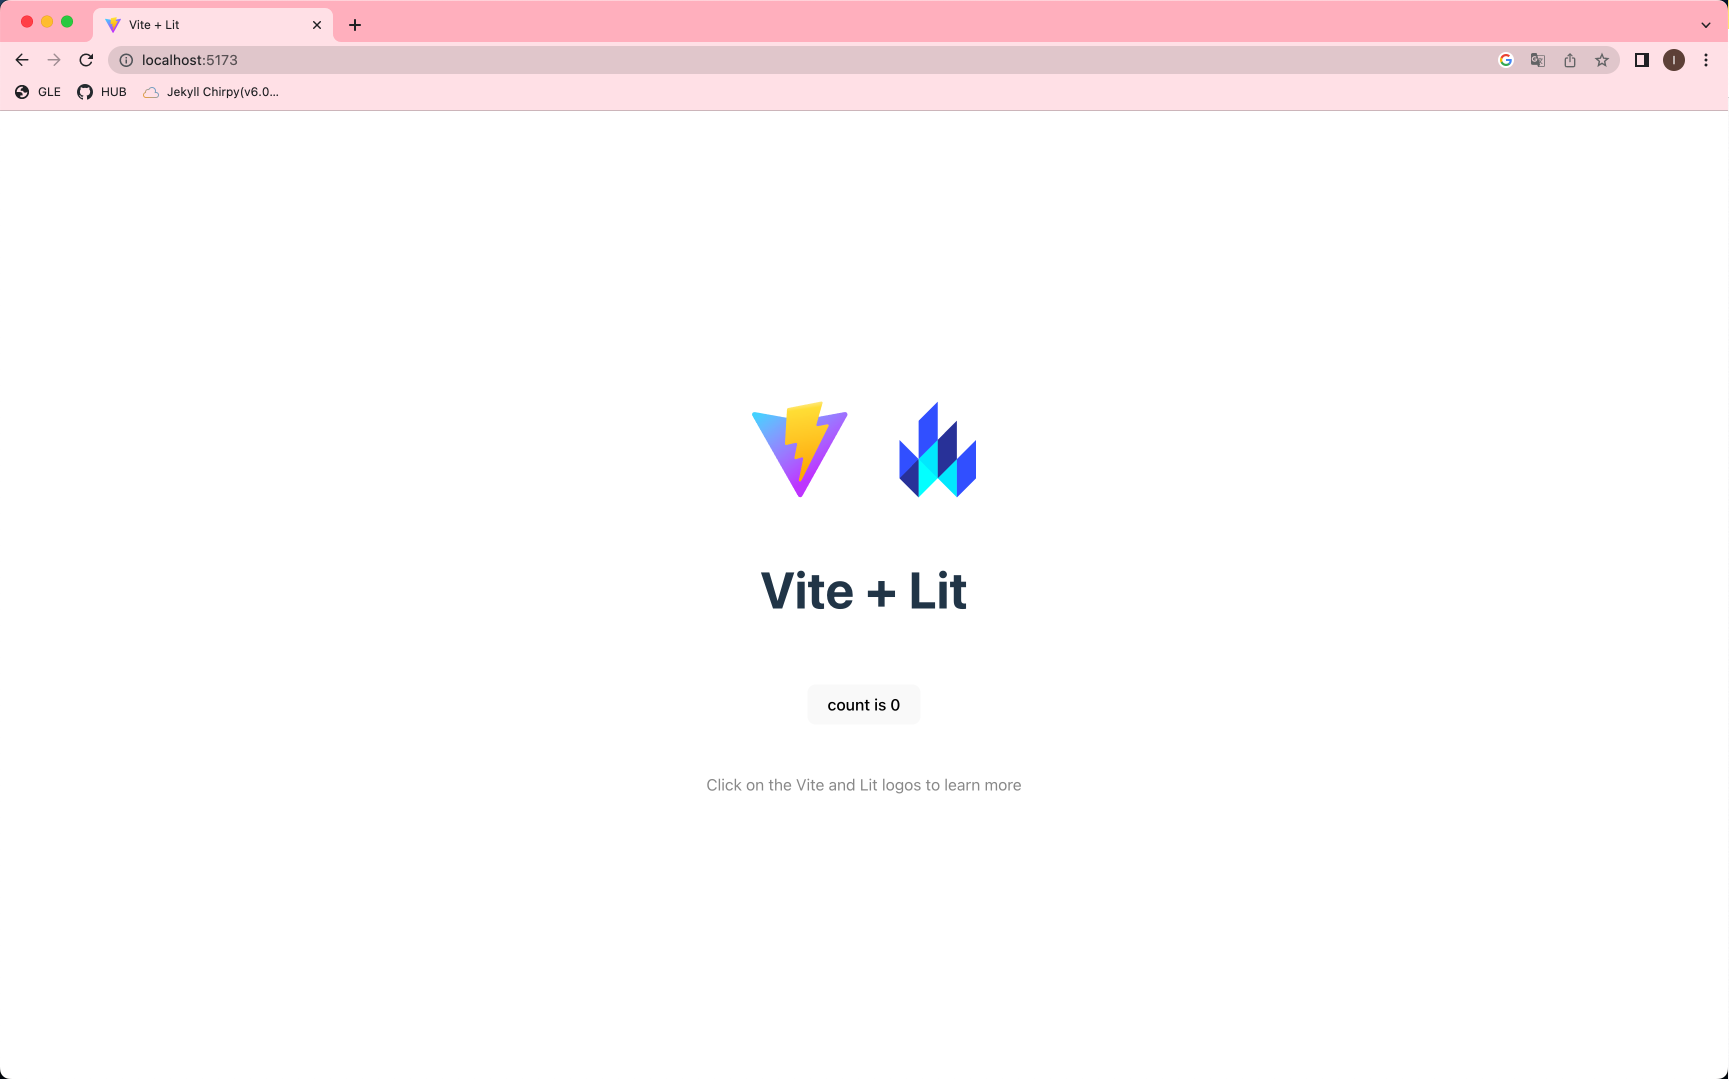 Vite + Lit
localhost:5173
GLE HUB Jekyll Chirpy(v6.0...
I
Vite + Lit
count is 0
Click on the Vite and Lit logos to learn more